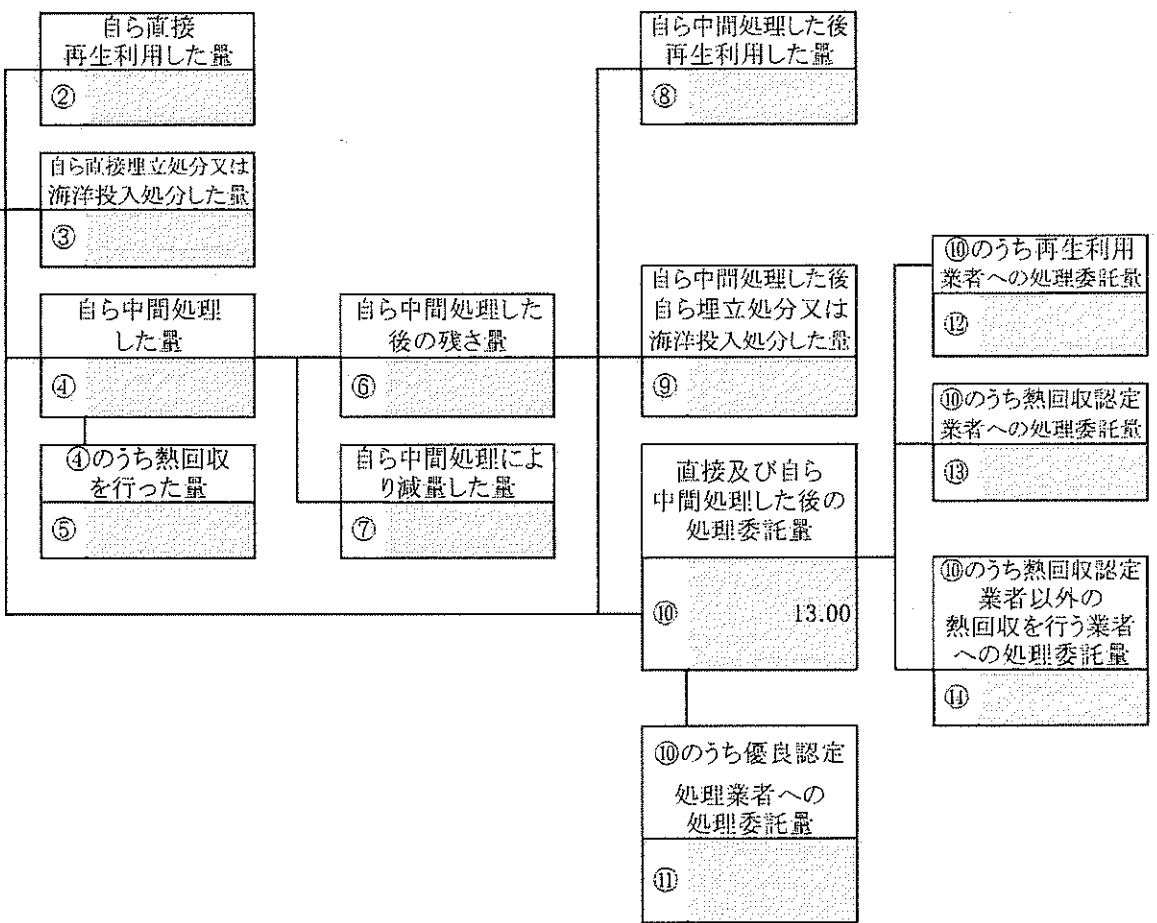 自ら直接
再生利用した量
②
自ら直接埋立処分又は
海洋投入処分した量
③
自ら中間処理
した量
④
④のうち熱回収
を行った量
⑤
自ら中間処理した
後の残さ量
⑥
自ら中間処理によ
り減量した量
⑦
自ら中間処理した後
再生利用した量
⑧
自ら中間処理した後
自ら埋立処分又は
海洋投入処分した量
⑨
直接及び自ら
中間処理した後の
処理委託量
⑩ 13.00
⑩のうち優良認定
処理業者への
処理委託量
⑪
⑩のうち再生利用
業者への処理委託量
⑫
⑩のうち熱回収認定
業者への処理委託量
⑬
⑩のうち熱回収認定
業者以外の
熱回収を行う業者
への処理委託量
⑭